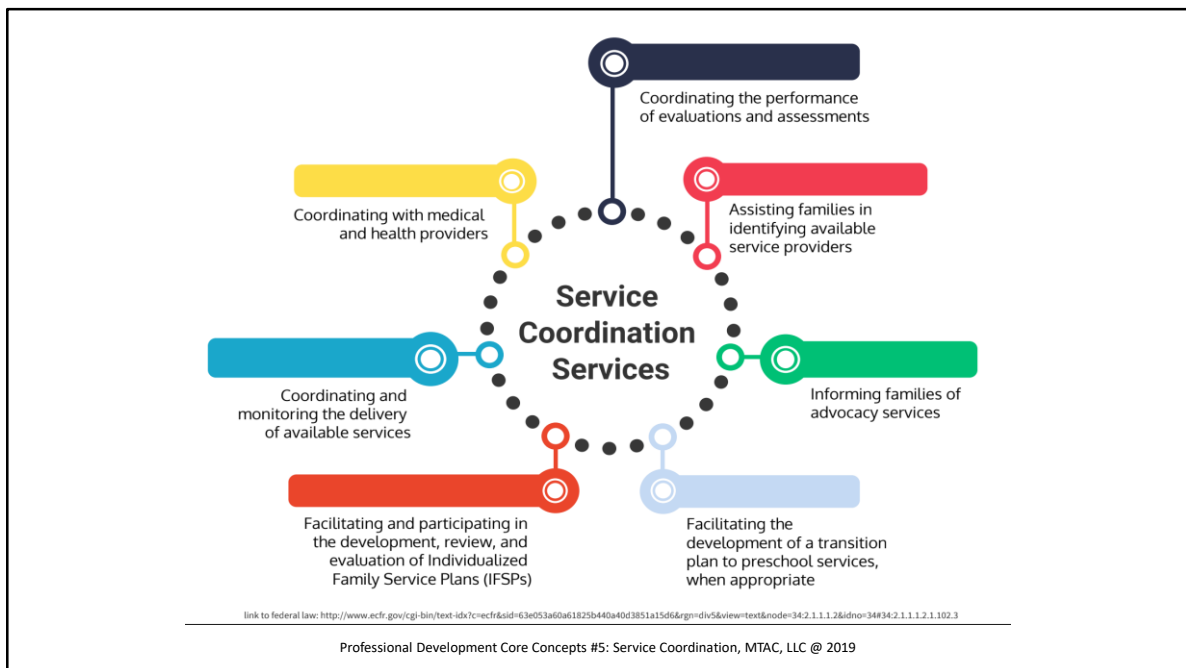 Coordinating the performance
of evaluations and assessments
Coordinating with medical
and health providers
Assisting families in
identifying available
service providers
Service
Coordination
Services
Coordinating and
monitoring the delivery
of available services
Informing families of
advocacy services
Facilitating and participating in
the development, review, and
evaluation of Individualized
Family Service Plans (IFSPs)
Facilitating the
development of a transition
plan to preschool services,
when appropriate
link to federal law: http://www.ecfr.gov/cgi-bin/text-idx?c=ecfr&sid=63e053a60a61825b440a40d3851a15d6&rgn=div5&view=text&node=34:2.1.1.1.2&idno=34#34:2.1.1.1.2.1.102.3
Professional Development Core Concepts #5: Service Coordination, MTAC, LLC @ 2019